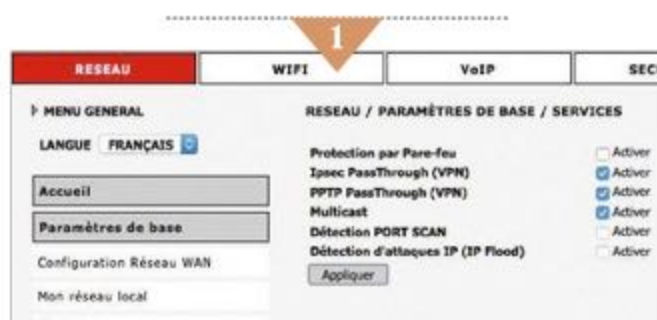 1
RESEAU WIFI VoIP SEC
MENU GENERAL
LANGUE FRANÇAIS
Accueil
Paramètres de base
Configuration Réseau WAN
Mon réseau local
RESEAU / PARAMÈTRES DE BASE / SERVICES
Protection par Pare-feu Activer
Ipsec PassThrough (VPN) Activer
PPTP PassThrough (VPN) Activer
Multicast Activer
Détection PORT SCAN Activer
Détection d'attaques IP (IP Flood) Activer
Appliquer